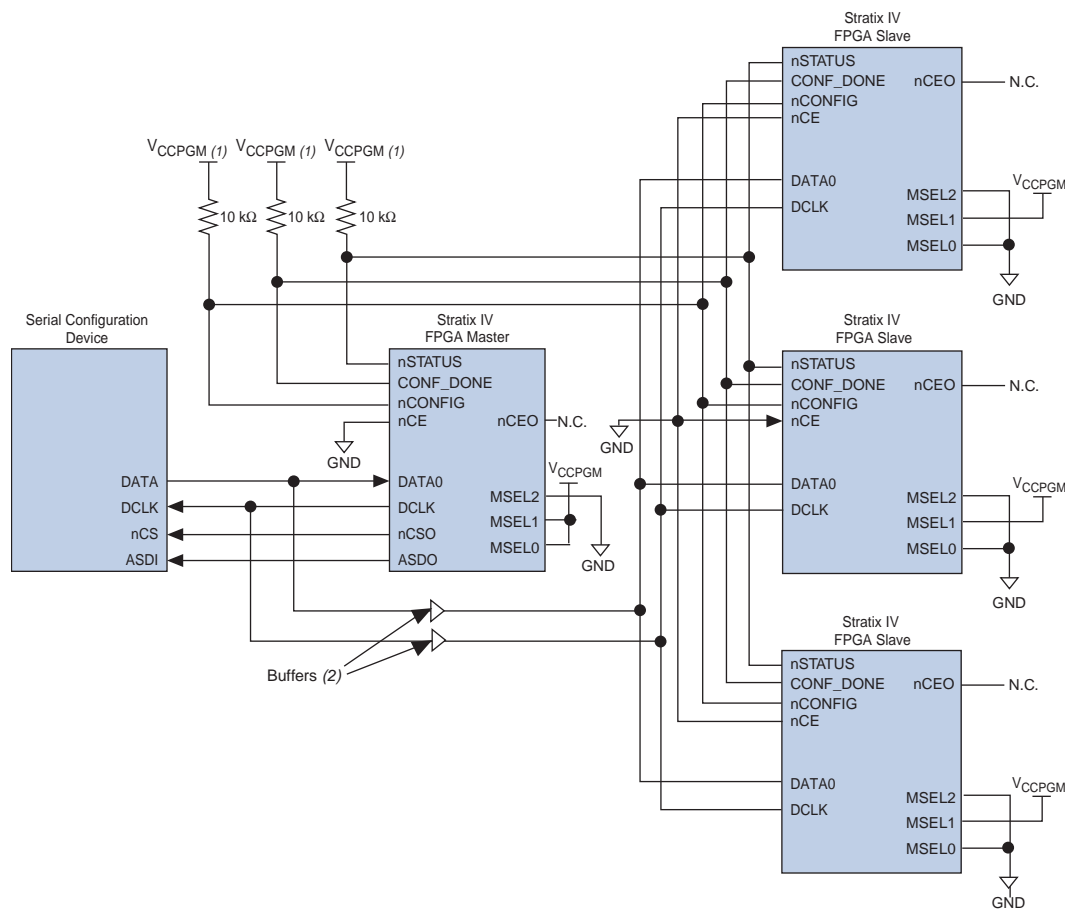 Stratix IV
FPGA Slave
nSTATUS
CONF_DONE
nCONFIG
nCE
nCEO
N.C.
DATA0
DCLK
MSEL2
MSEL1
MSEL0
VCCPGM
GND
VCCPGM (1)
VCCPGM (1)
VCCPGM (1)
10 kΩ
10 kΩ
10 kΩ
Serial Configuration
Device
DATA
DCLK
nCS
ASDI
Stratix IV
FPGA Master
nSTATUS
CONF_DONE
nCONFIG
nCE
nCEO
N.C.
GND
DATA0
DCLK
nCSO
ASDO
VCCPGM
MSEL2
MSEL1
MSEL0
GND
Buffers (2)
Stratix IV
FPGA Slave
nSTATUS
CONF_DONE
nCONFIG
nCE
nCEO
N.C.
GND
DATA0
DCLK
MSEL2
MSEL1
MSEL0
VCCPGM
GND
Stratix IV
FPGA Slave
nSTATUS
CONF_DONE
nCONFIG
nCE
nCEO
N.C.
DATA0
DCLK
MSEL2
MSEL1
MSEL0
VCCPGM
GND